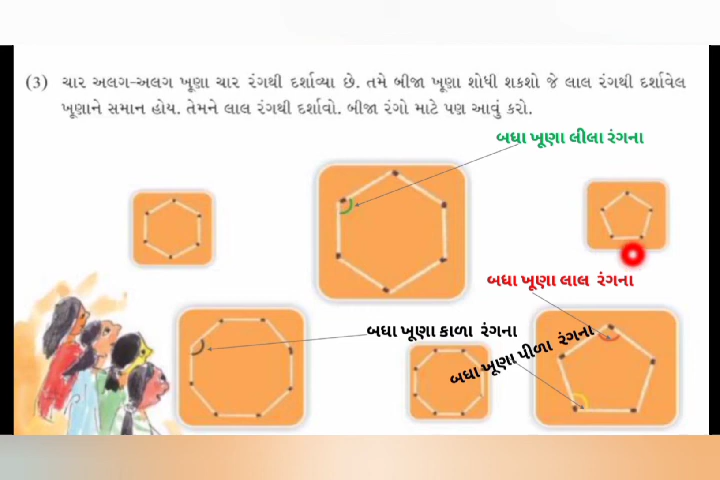 (3) ચાર અલગ-અલગ ખૂણા ચાર રંગથી દર્શાવ્યા છે. તમે બીજા ખૂણા શોધી શકશો જે લાલ રંગથી દર્શાવેલ
ખૂણાને સમાન હોય. તેમને લાલ રંગથી દર્શાવો. બીજા રંગો માટે પણ આવું કરો.
બધા ખૂણા લીલા રંગના
બધા ખૂણા લાલ રંગના
બધા ખૂણા કાળા રંગના
બધા ખૂણા પીળા રંગના